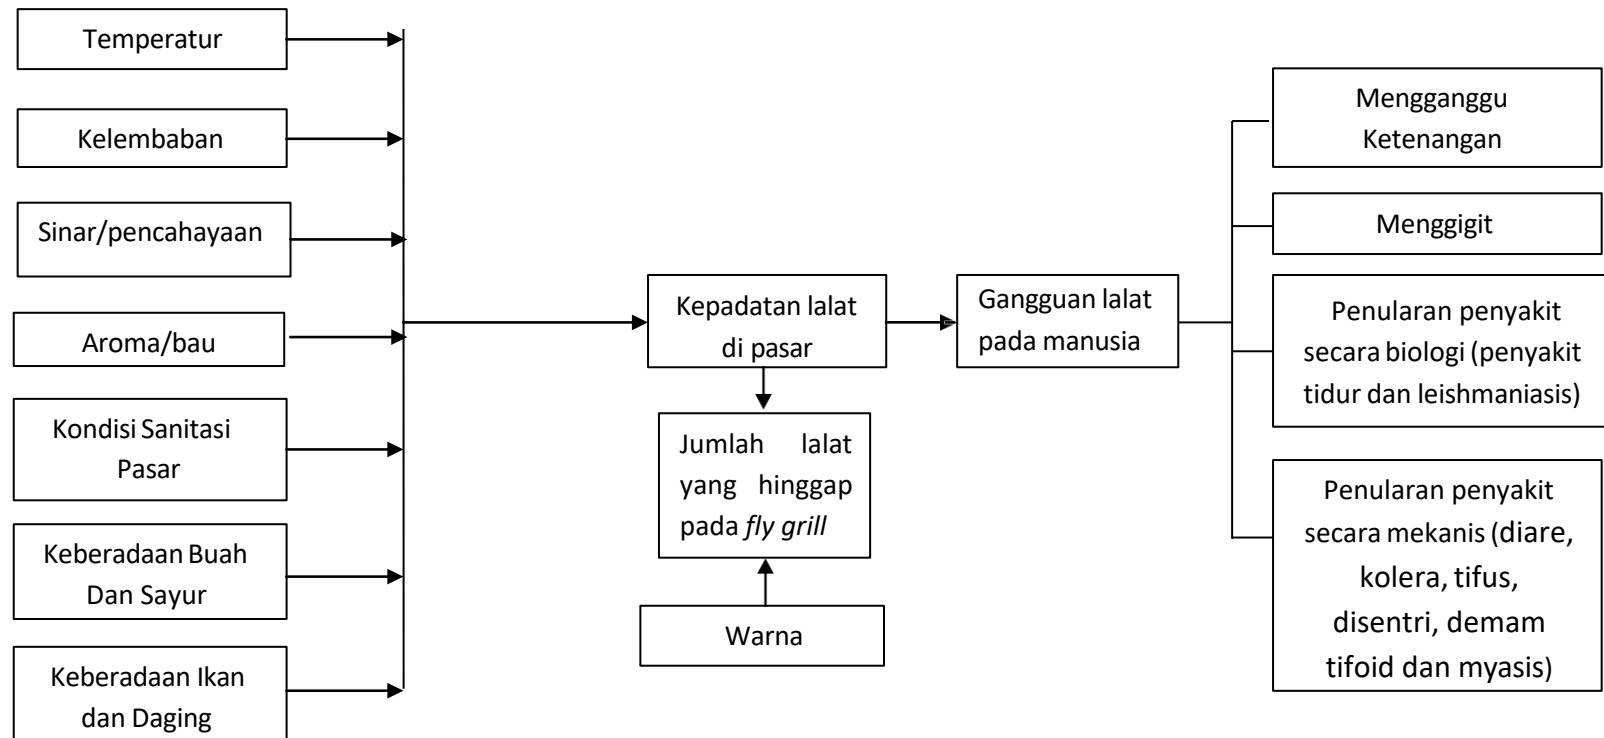 Temperatur
Kelembaban
Sinar/pencahayaan
Aroma/bau
Kondisi Sanitasi
Pasar
Keberadaan Buah
Dan Sayur
Keberadaan Ikan
dan Daging
Kepadatan lalat
di pasar
Jumlah lalat
yang hinggap
pada fly grill
Warna
Gangguan lalat
pada manusia
Mengganggu
Ketenangan
Menggigit
Penularan penyakit
secara biologi (penyakit
tidur dan leishmaniasis)
Penularan penyakit
secara mekanis (diare,
kolera, tifus,
disentri, demam
tifoid dan myasis)